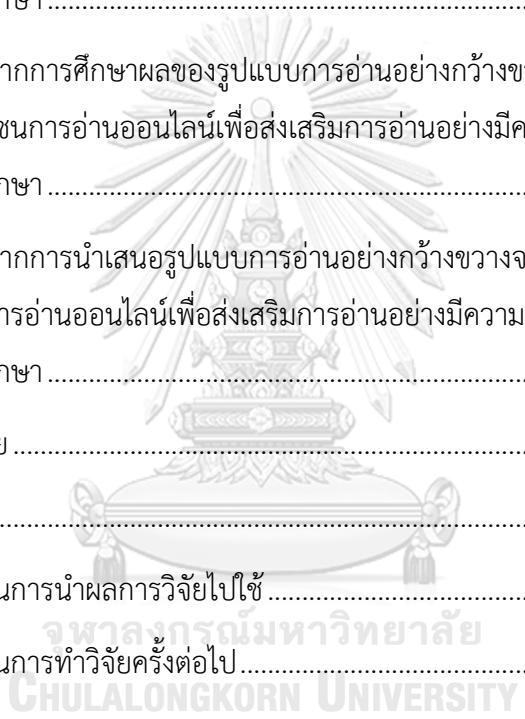 กษา ........................................................................
ากการศึกษาผลของรูปแบบการอ่านอย่างกว้างขว
ชนการอ่านออนไลน์เพื่อส่งเสริมการอ่านอย่างมีค
กษา ........................................................................
ากการนำเสนอรูปแบบการอ่านอย่างกว้างขวางจ
ารอ่านออนไลน์เพื่อส่งเสริมการอ่านอย่างมีความ
กษา ........................................................................
ย ........................................................................
........................................................................
นการนำผลการวิจัยไปใช้ ........................................
จุฬาลงกรณ์มหาวิทยาลัย
นการทำวิจัยครั้งต่อไป ........................................
CHULALONGKORN UNIVERSITY